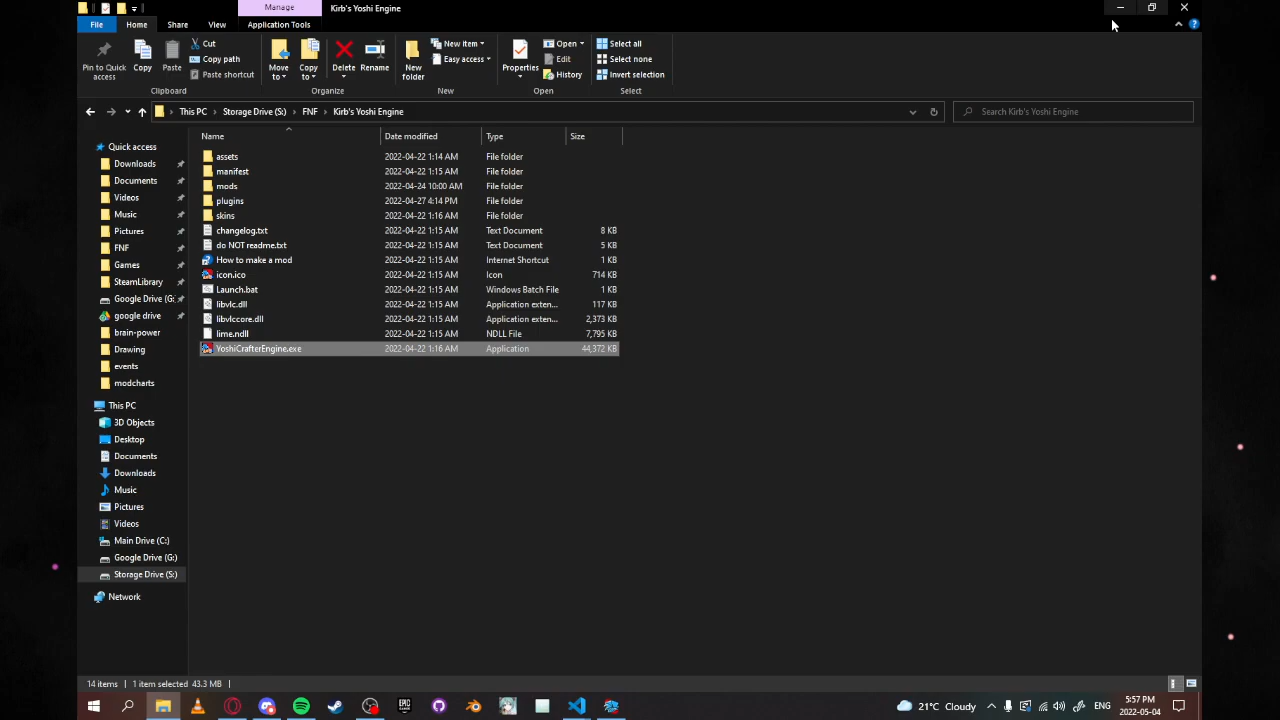 Manage
Kirb's Yoshi Engine
File
Home
Share
View
Application Tools
Pin to Quick access
Copy
Paste
Cut
Copy path
Paste shortcut
Clipboard
Move to
Copy to
Delete
Rename
Organize
New folder
New item
Easy access
New
Properties
Open
Edit
History
Open
Select all
Select none
Invert selection
Select
This PC > Storage Drive (S:) > FNF > Kirb's Yoshi Engine
Search Kirb's Yoshi Engine
Name Date modified Type Size
assets 2022-04-22 1:14 AM File folder
manifest 2022-04-22 1:15 AM File folder
mods 2022-04-24 10:00 AM File folder
plugins 2022-04-27 4:14 PM File folder
skins 2022-04-22 1:16 AM File folder
changelog.txt 2022-04-22 1:15 AM Text Document 8 KB
do NOT readme.txt 2022-04-22 1:15 AM Text Document 5 KB
How to make a mod 2022-04-22 1:15 AM Internet Shortcut 1 KB
icon.ico 2022-04-22 1:15 AM Icon 714 KB
Launch.bat 2022-04-22 1:15 AM Windows Batch File 1 KB
libvlc.dll 2022-04-22 1:15 AM Application exten... 117 KB
libvlccore.dll 2022-04-22 1:15 AM Application exten... 2,373 KB
lime.ndll 2022-04-22 1:15 AM NDLL File 7,795 KB
YoshiCrafterEngine.exe 2022-04-22 1:16 AM Application 44,372 KB
Quick access
Downloads
Documents
Videos
Music
Pictures
FNF
Games
SteamLibrary
Google Drive (G:
google drive
brain-power
Drawing
events
modcharts
This PC
3D Objects
Desktop
Documents
Downloads
Music
Pictures
Videos
Main Drive (C:)
Google Drive (G:)
Storage Drive (S:)
Network
14 items
1 item selected 43.3 MB
EPIC
21°C Cloudy
ENG
5:57 PM
2022-05-04